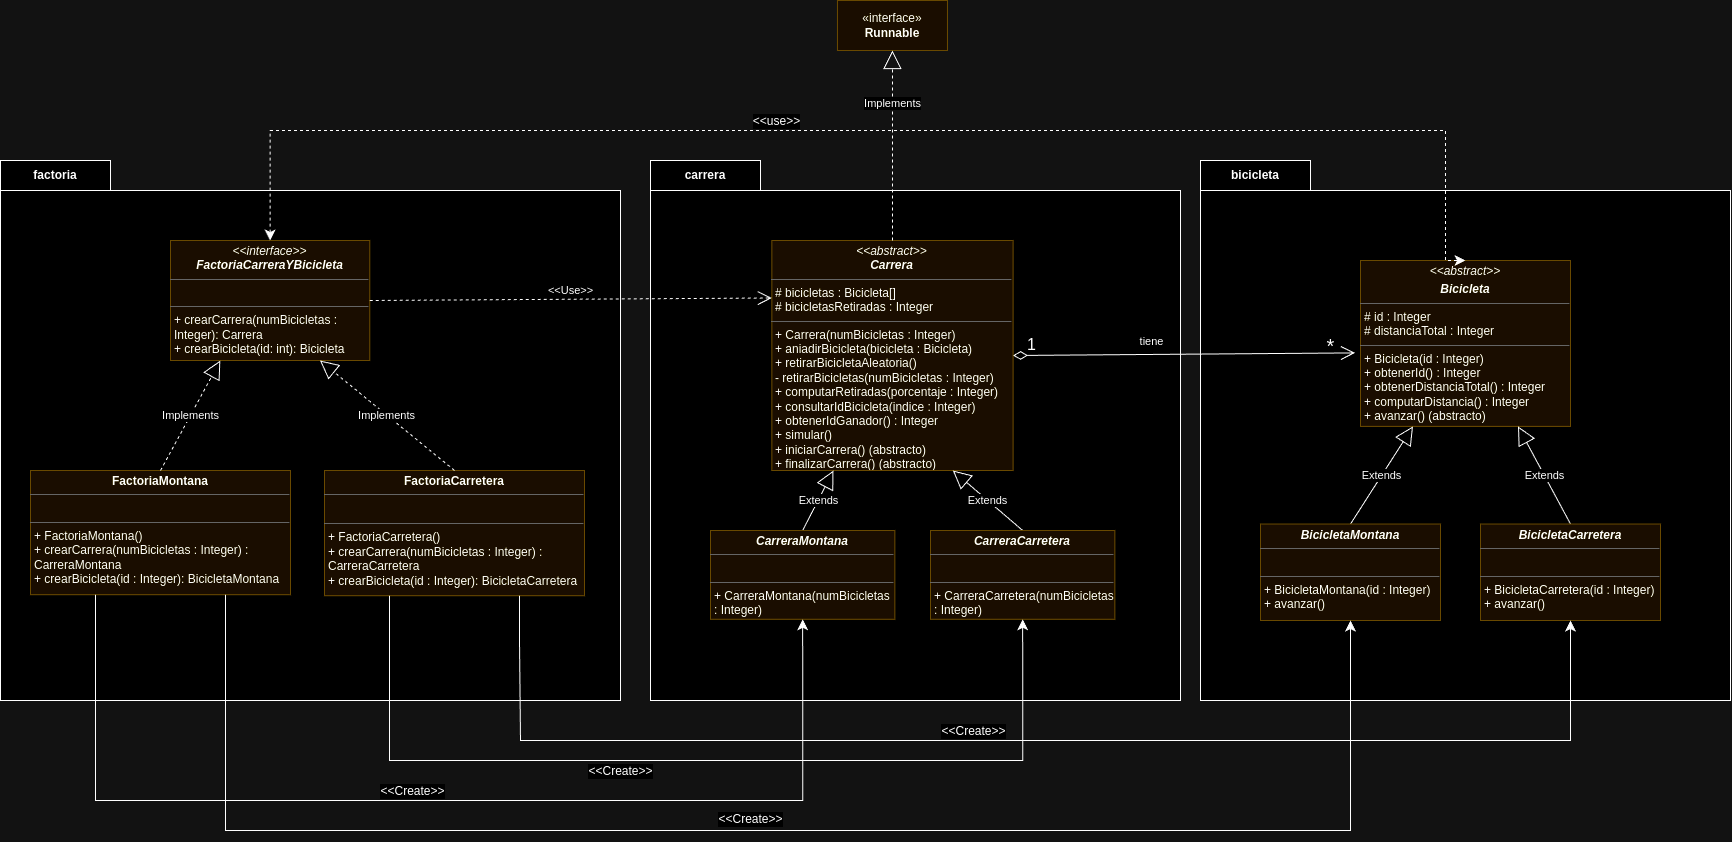 «interface»
Runnable
Implements
<<use>>
factoria
carrera
bicicleta
<<interface>>
FactoriaCarreraYBicicleta
+ crearCarrera(numBicicletas :
Integer): Carrera
+ crearBicicleta(id: int): Bicicleta
<<Use>>
<<abstract>>
Carrera
# bicicletas : Bicicleta[]
# bicicletasRetiradas : Integer
+ Carrera(numBicicletas : Integer)
+ aniadirBicicleta(bicicleta : Bicicleta)
+ retirarBicicletaAleatoria()
- retirarBicicletas(numBicicletas : Integer)
+ computarRetiradas(porcentaje : Integer)
+ consultarIdBicicleta(indice : Integer)
+ obtenerIdGanador() : Integer
+ simular()
+ iniciarCarrera() (abstracto)
+ finalizarCarrera() (abstracto)
1
tiene
*
<<abstract>>
Bicicleta
# id : Integer
# distanciaTotal : Integer
+ Bicicleta(id : Integer)
+ obtenerId() : Integer
+ obtenerDistanciaTotal() : Integer
+ computarDistancia() : Integer
+ avanzar() (abstracto)
Implements
Implements
Extends
Extends
Extends
Extends
FactoriaMontana
+ FactoriaMontana()
+ crearCarrera(numBicicletas : Integer) :
CarreraMontana
+ crearBicicleta(id : Integer): BicicletaMontana
FactoriaCarretera
+ FactoriaCarretera()
+ crearCarrera(numBicicletas : Integer) :
CarreraCarretera
+ crearBicicleta(id : Integer): BicicletaCarretera
CarreraMontana
+ CarreraMontana(numBicicletas
: Integer)
CarreraCarretera
+ CarreraCarretera(numBicicletas
: Integer)
BicicletaMontana
+ BicicletaMontana(id : Integer)
+ avanzar()
BicicletaCarretera
+ BicicletaCarretera(id : Integer)
+ avanzar()
<<Create>>
<<Create>>
<<Create>>
<<Create>>